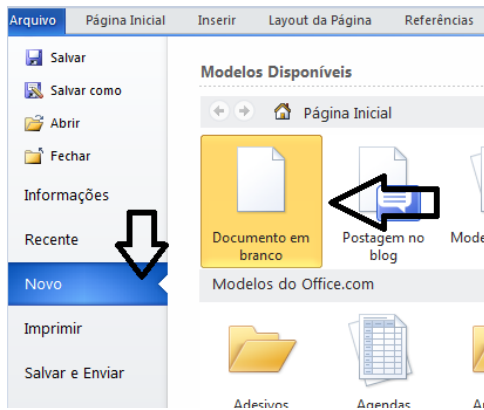 Arquivo Página Inicial Inserir Layout da Página Referências
Salvar
Salvar como
Abrir
Fechar
Informações
Recente
Novo
Imprimir
Salvar e Enviar
Modelos Disponíveis
Página Inicial
Documento em
branco
Postagem no
blog
Mode
Modelos do Office.com
Adesivos
Agendas